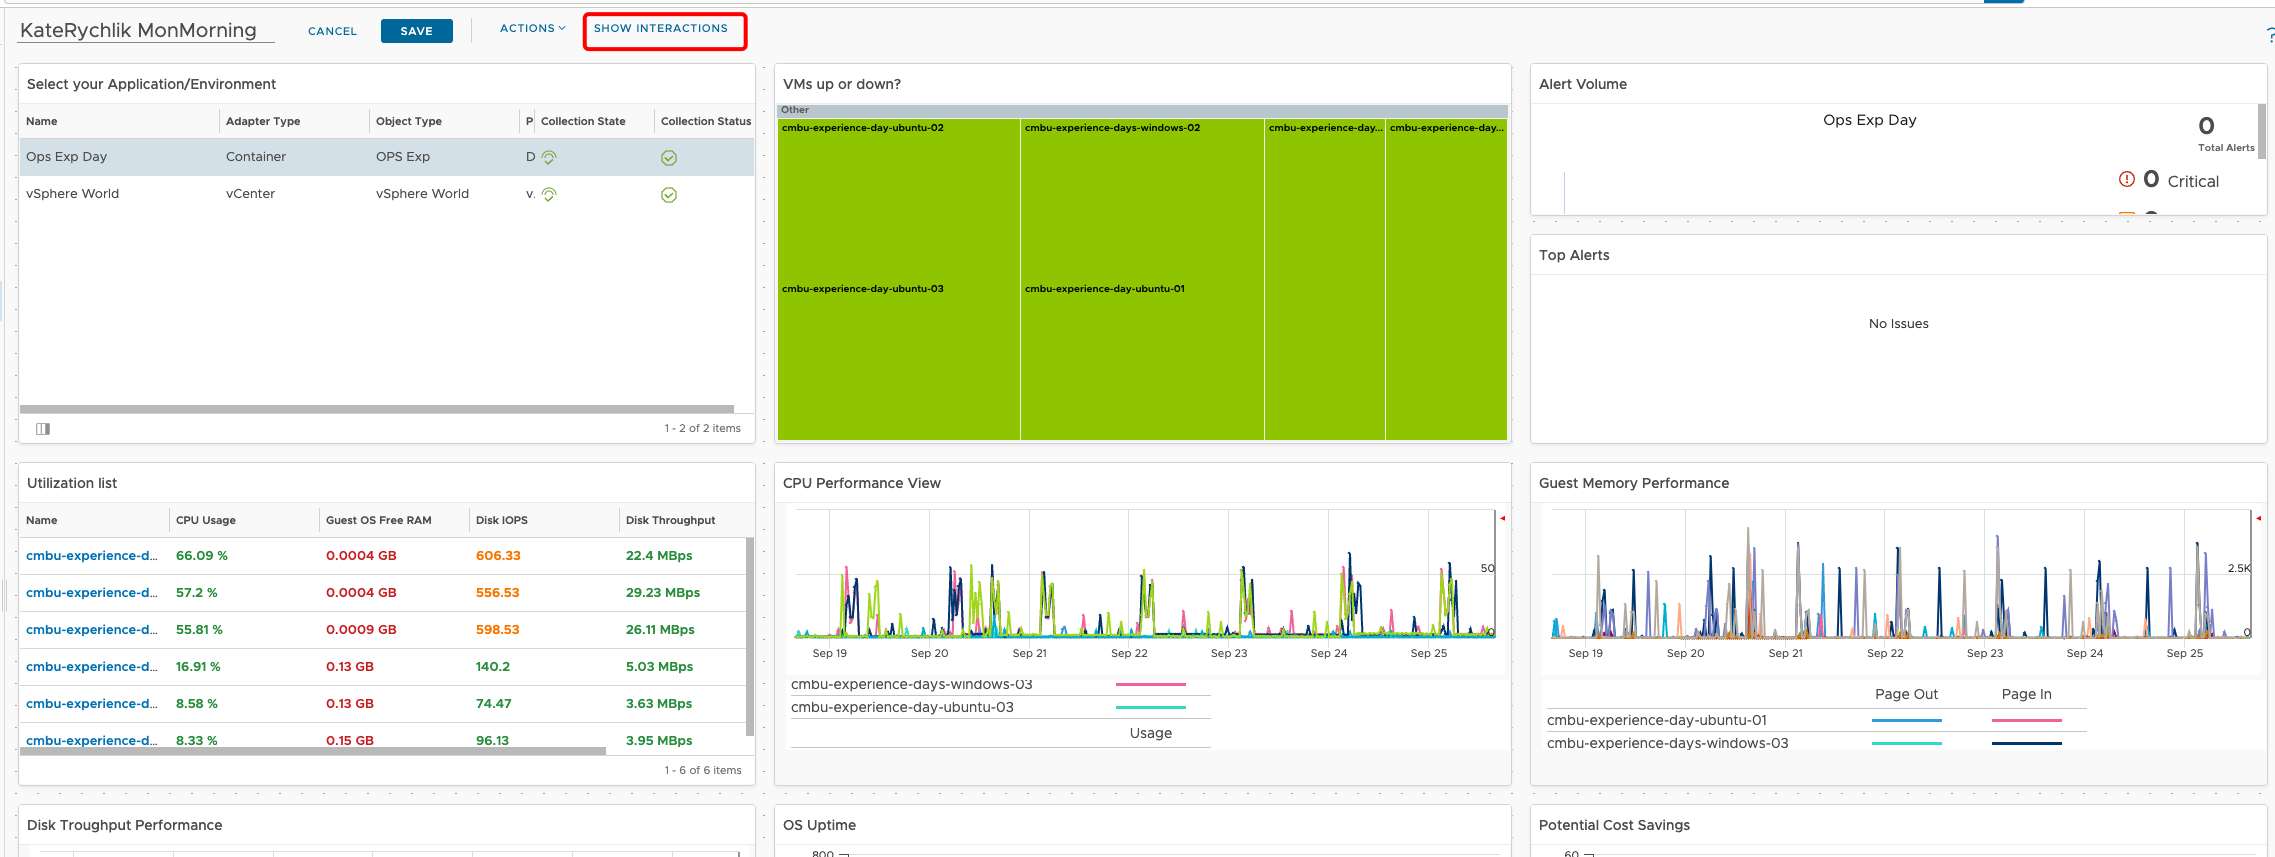 KateRychlik MonMorning
CANCEL
SAVE
ACTIONS
SHOW INTERACTIONS
?
Select your Application/Environment
Name Adapter Type Object Type P Collection State Collection Status
Ops Exp Day Container OPS Exp D
vSphere World vCenter vSphere World v.
1 - 2 of 2 items
VMs up or down?
Other
cmbu-experience-day-ubuntu-02
cmbu-experience-days-windows-02
cmbu-experience-day...
cmbu-experience-day...
cmbu-experience-day-ubuntu-03
cmbu-experience-day-ubuntu-01
Alert Volume
Ops Exp Day
0
Total Alerts
0 Critical
Top Alerts
No Issues
Utilization list
Name CPU Usage Guest OS Free RAM Disk IOPS Disk Throughput
cmbu-experience-d... 66.09 % 0.0004 GB 606.33 22.4 MBps
cmbu-experience-d... 57.2 % 0.0004 GB 556.53 29.23 MBps
cmbu-experience-d... 55.81 % 0.0009 GB 598.53 26.11 MBps
cmbu-experience-d... 16.91 % 0.13 GB 140.2 5.03 MBps
cmbu-experience-d... 8.58 % 0.13 GB 74.47 3.63 MBps
cmbu-experience-d... 8.33 % 0.15 GB 96.13 3.95 MBps
1 - 6 of 6 items
CPU Performance View
50
0
Sep 19 Sep 20 Sep 21 Sep 22 Sep 23 Sep 24 Sep 25
cmbu-experience-days-windows-03
cmbu-experience-day-ubuntu-03
Usage
Guest Memory Performance
2.5K
0
Sep 19 Sep 20 Sep 21 Sep 22 Sep 23 Sep 24 Sep 25
Page Out Page In
cmbu-experience-day-ubuntu-01
cmbu-experience-days-windows-03
Disk Troughput Performance
OS Uptime
800
Potential Cost Savings
60